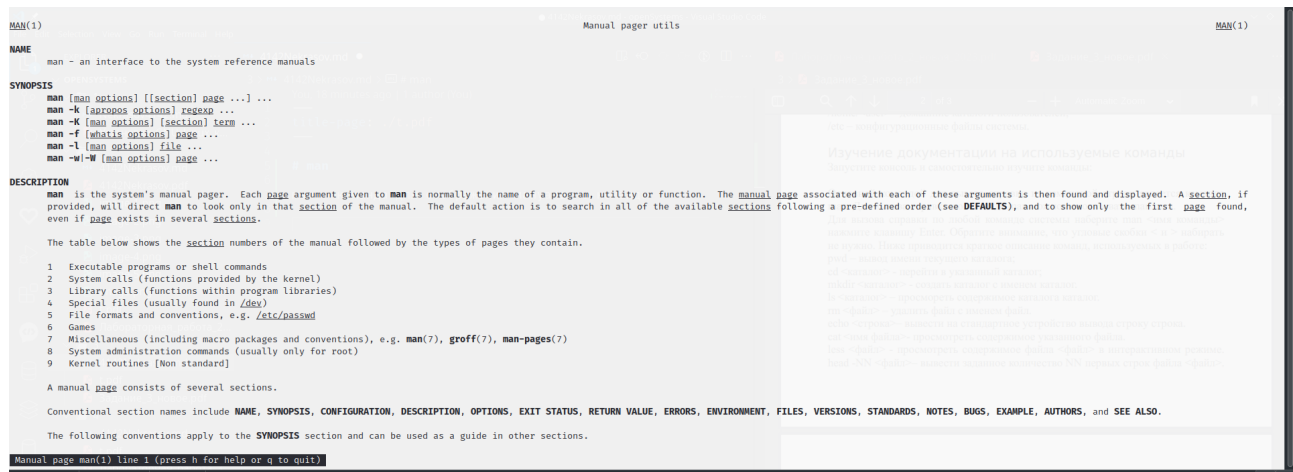 MAN(1) Manual pager utils MAN(1)
NAME
man - an interface to the system reference manuals
SYNOPSIS
man [man options] [[section] page ...] ...
man -k [apropos options] regexp ...
man -K [man options] [section] term ...
man -f [whatis options] page ...
man -l [man options] file ...
man -w|-W [man options] page ...
DESCRIPTION
man is the system's manual pager. Each page argument given to man is normally the name of a program, utility or function. The manual page associated with each of these arguments is then found and displayed. A section, if
provided, will direct man to look only in that section of the manual. The default action is to search in all of the available sections following a pre-defined order (see DEFAULTS), and to show only the first page found,
even if page exists in several sections.
The table below shows the section numbers of the manual followed by the types of pages they contain.
1 Executable programs or shell commands
2 System calls (functions provided by the kernel)
3 Library calls (functions within program libraries)
4 Special files (usually found in /dev)
5 File formats and conventions, e.g. /etc/passwd
6 Games
7 Miscellaneous (including macro packages and conventions), e.g. man(7), groff(7), man-pages(7)
8 System administration commands (usually only for root)
9 Kernel routines [Non standard]
A manual page consists of several sections.
Conventional section names include NAME, SYNOPSIS, CONFIGURATION, DESCRIPTION, OPTIONS, EXIT STATUS, RETURN VALUE, ERRORS, ENVIRONMENT, FILES, VERSIONS, STANDARDS, NOTES, BUGS, EXAMPLE, AUTHORS, and SEE ALSO.
The following conventions apply to the SYNOPSIS section and can be used as a guide in other sections.
Manual page man(1) line 1 (press h for help or q to quit)
Изучение документации на используемые команды